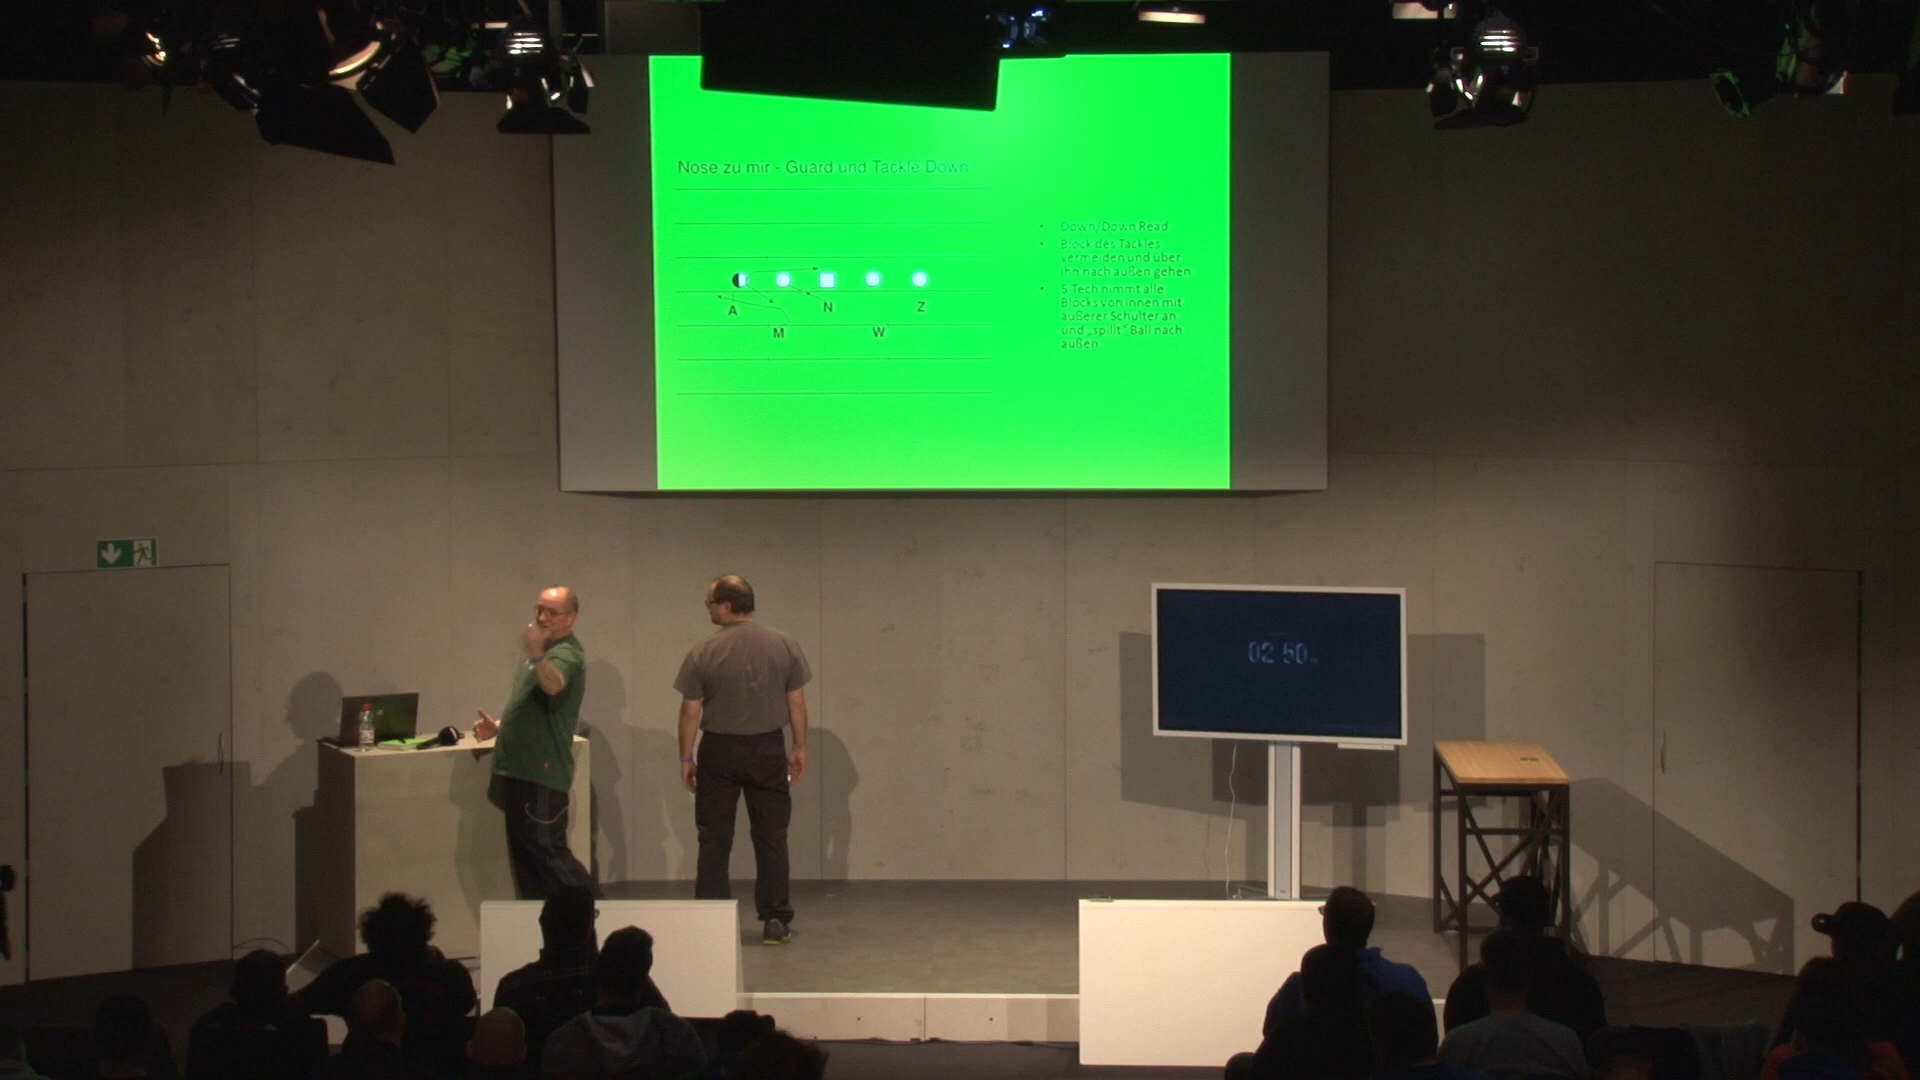 Nose zu mir - Guard und Tackle Down
• Down/Down Read
• Block des Tackles
vermeiden und über
ihn nach außen gehen
• 5 Tech nimmt alle
Blocks von innen mit
äußerer Schulter an
und „spillt“ Ball nach
außen
A N Z
M W
02 50